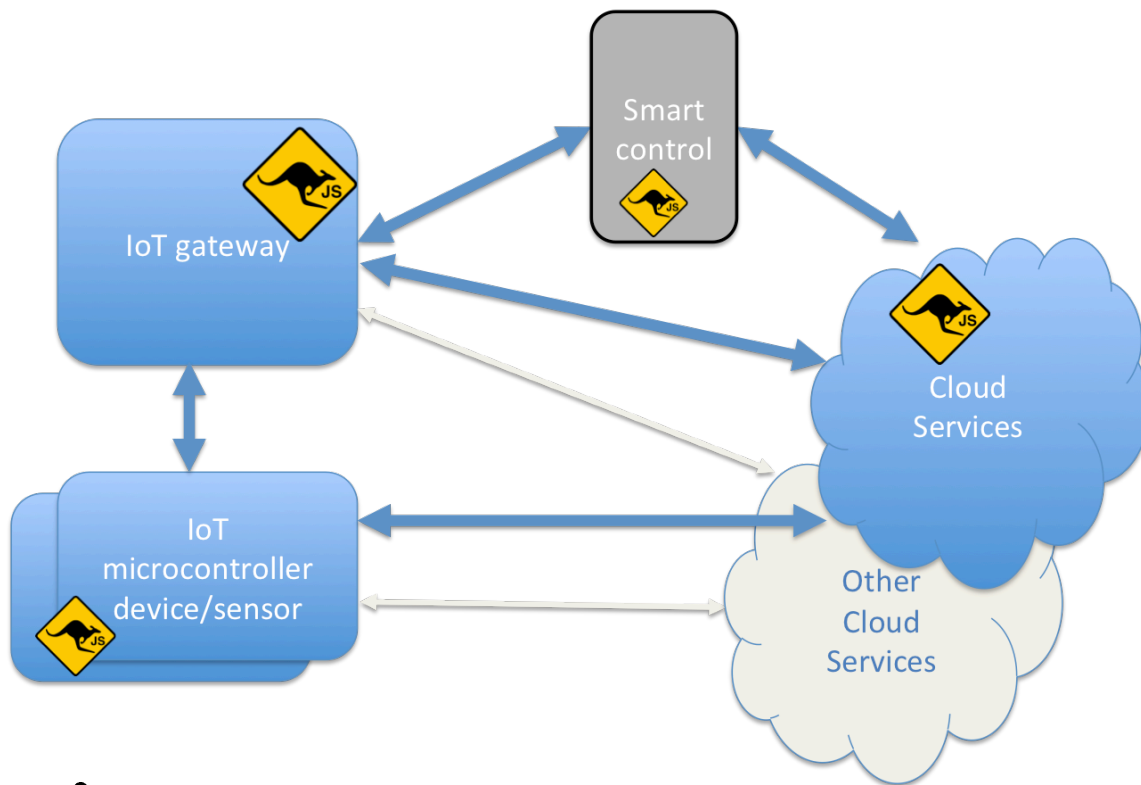 Smart
control
JS
IoT gateway
JS
Cloud
Services
JS
IoT
microcontroller
device/sensor
JS
Other
Cloud
Services